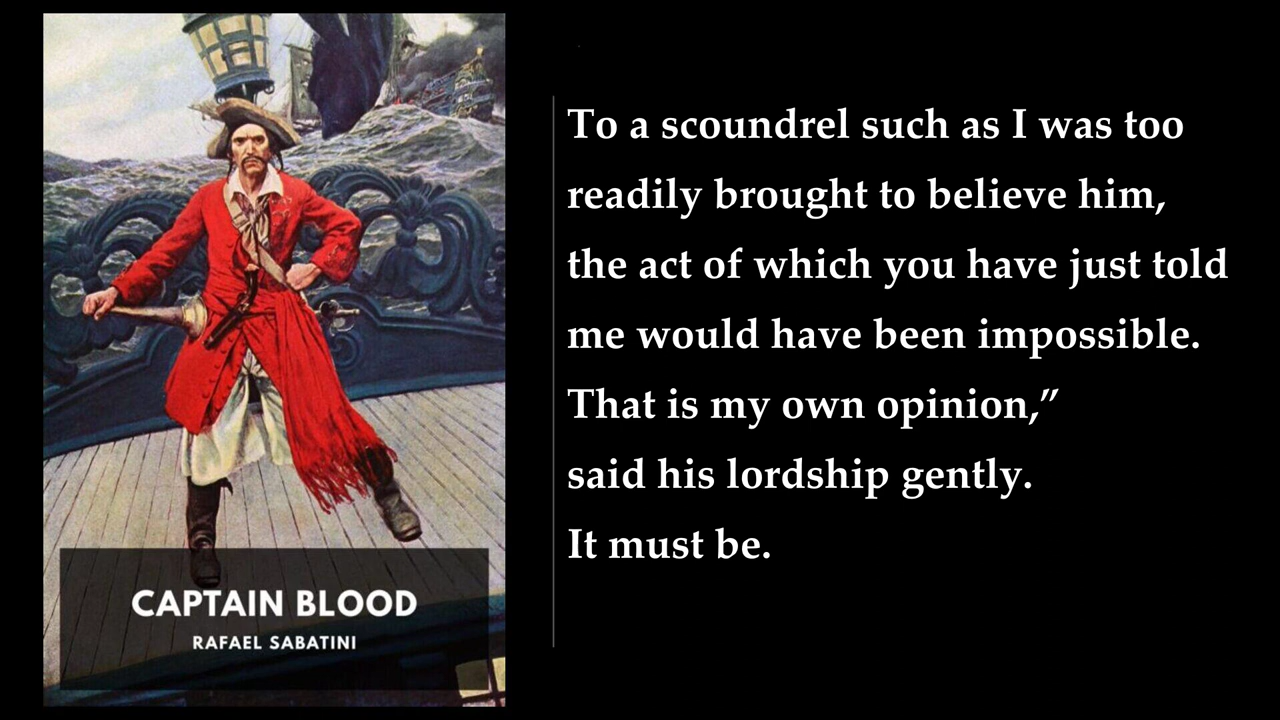 CAPTAIN BLOOD
RAFAEL SABATINI
To a scoundrel such as I was too
readily brought to believe him,
the act of which you have just told
me would have been impossible.
That is my own opinion,”
said his lordship gently.
It must be.